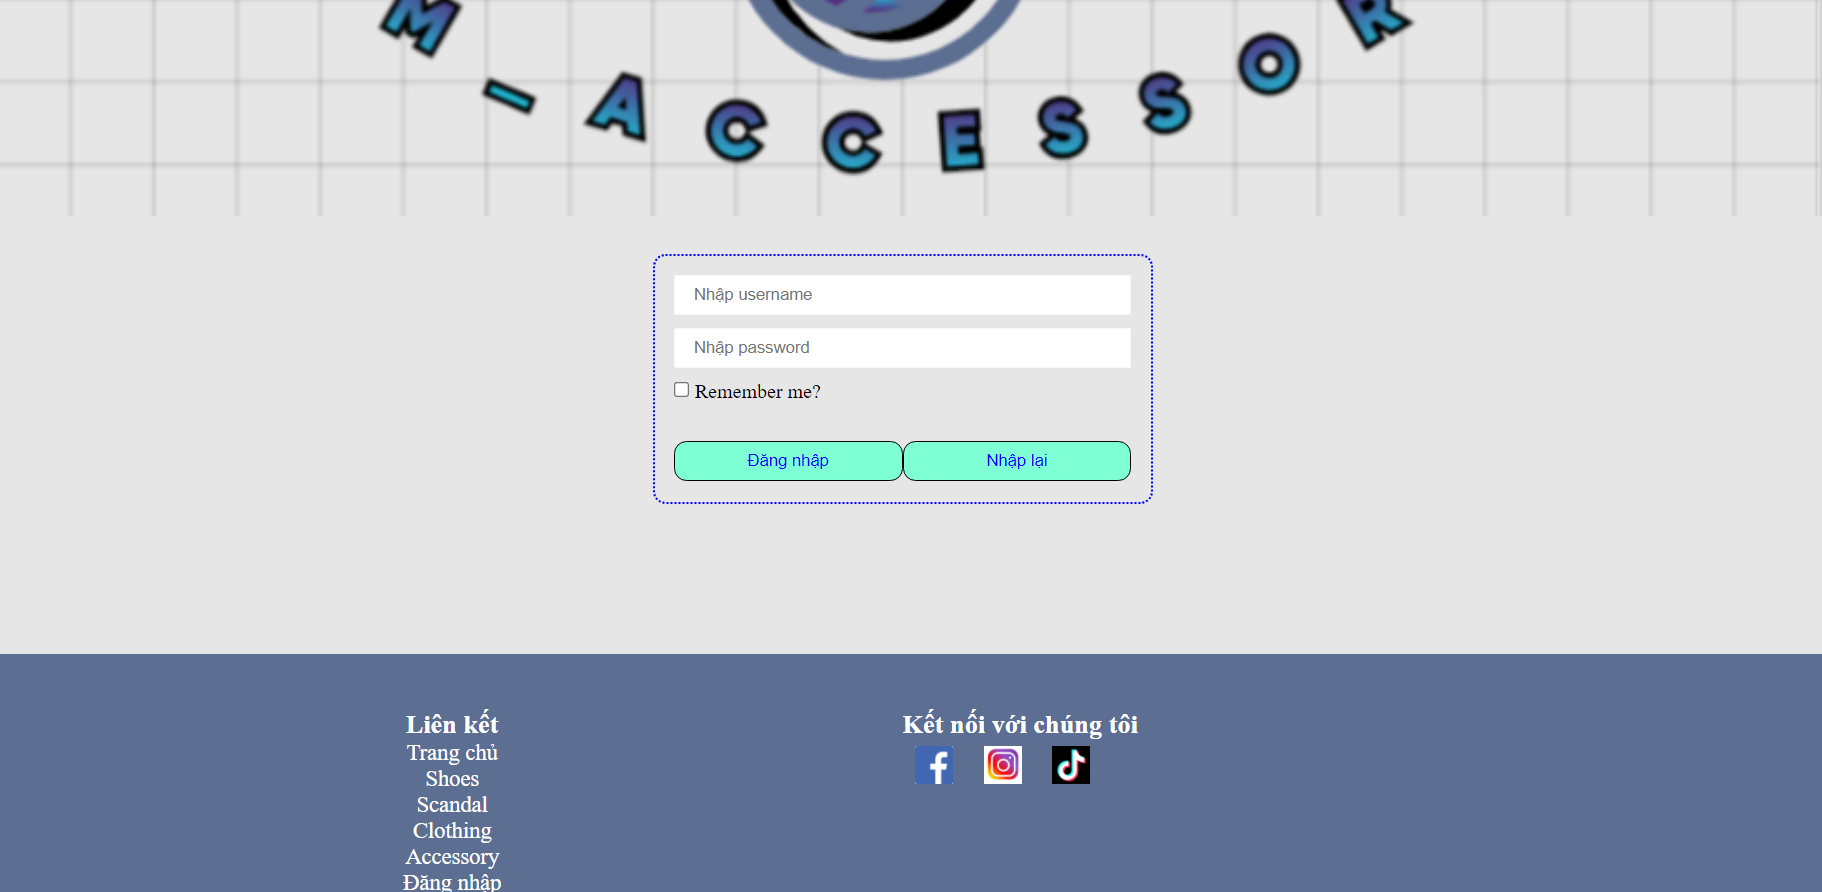 M-ACCESSOR
Nhập username
Nhập password
Remember me?
Đăng nhập
Nhập lại
Liên kết
Trang chủ
Shoes
Scandal
Clothing
Accessory
Đăng nhập
Kết nối với chúng tôi